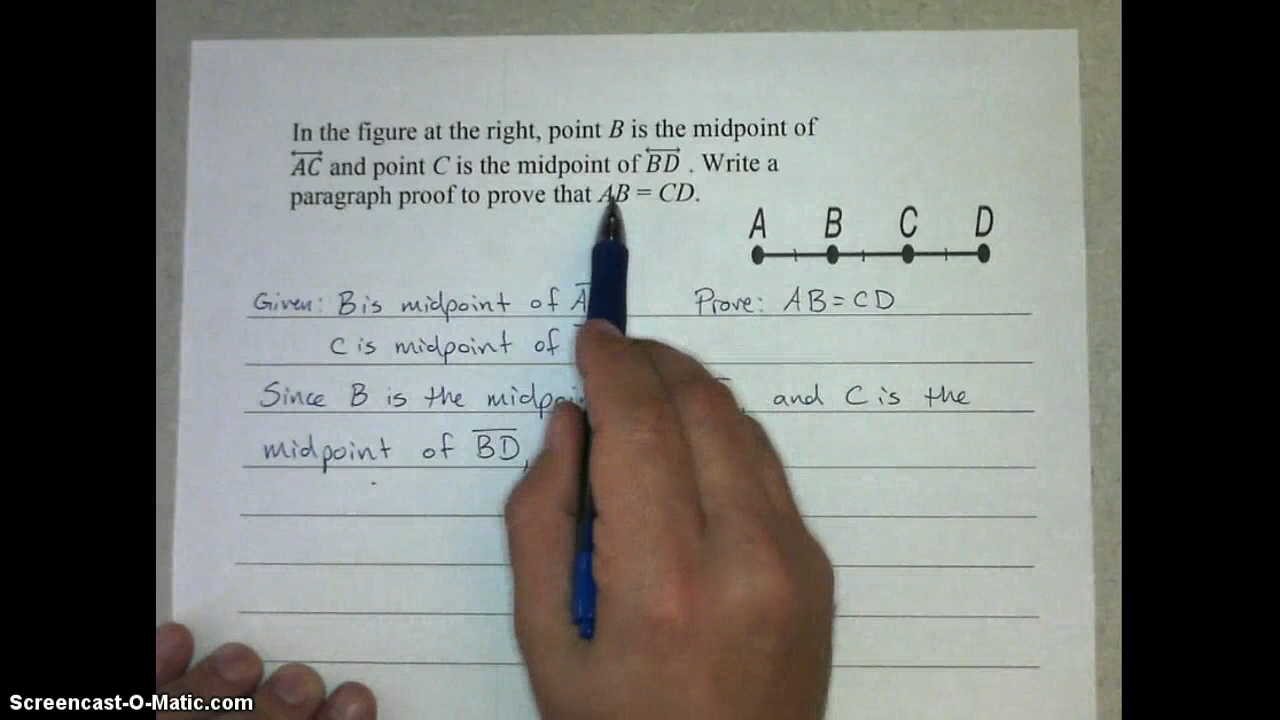 In the figure at the right, point B is the midpoint of
AC and point C is the midpoint of BD . Write a
paragraph proof to prove that AB = CD.
A B C D
Given: B is midpoint of A
Prove: AB = CD
C is midpoint of
Since B is the midpoi
and C is the
midpoint of BD,
Screencast-O-Matic.com